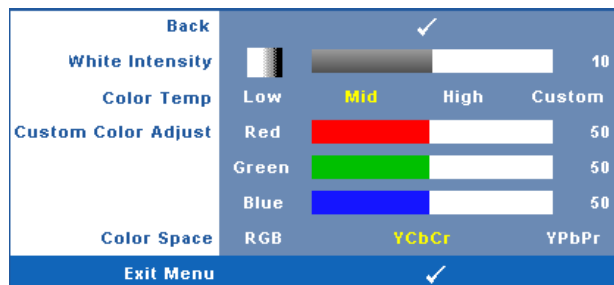 Back
White Intensity 10
Color Temp Low Mid High Custom
Custom Color Adjust Red 50
Green 50
Blue 50
Color Space RGB YCbCr YPbPr
Exit Menu